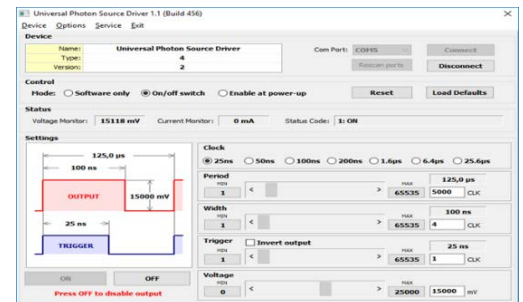 Universal Photon Source Driver 1.1 (Build 456)
Device Options Service Exit
Device
Name: Universal Photon Source Driver
Type: 4
Version: 2
Com Port: COM5 Connect
Rescan ports Disconnect
Control
Mode: Software only On/off switch Enable at power-up Reset Load Defaults
Status
Voltage Monitor: 15118 mV Current Monitor: 0 mA Status Code: 1: ON
Settings
125,0 µs
100 ns
OUTPUT
15000 mV
25 ns
TRIGGER
ON OFF
Press OFF to disable output
Clock
25ns 50ns 100ns 200ns 1.6µs 6.4µs 25.6µs
Period 125,0 µs
MIN MAX
1 < > 65535 5000 CLK
Width 100 ns
MIN MAX
1 < > 65535 4 CLK
Trigger Invert output 25 ns
MIN MAX
1 < > 65535 1 CLK
Voltage
MIN MAX
0 < > 25000 15000 mV